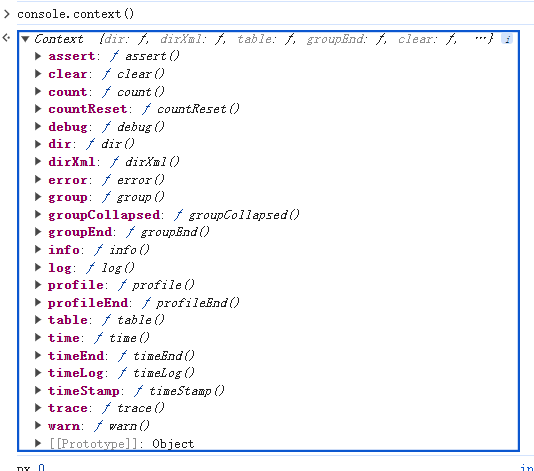 console.context()
Context {dir: ƒ, dirXml: ƒ, table: ƒ, groupEnd: ƒ, clear: ƒ, …}
assert: ƒ assert()
clear: ƒ clear()
count: ƒ count()
countReset: ƒ countReset()
debug: ƒ debug()
dir: ƒ dir()
dirXml: ƒ dirXml()
error: ƒ error()
group: ƒ group()
groupCollapsed: ƒ groupCollapsed()
groupEnd: ƒ groupEnd()
info: ƒ info()
log: ƒ log()
profile: ƒ profile()
profileEnd: ƒ profileEnd()
table: ƒ table()
time: ƒ time()
timeEnd: ƒ timeEnd()
timeLog: ƒ timeLog()
timeStamp: ƒ timeStamp()
trace: ƒ trace()
warn: ƒ warn()
[[Prototype]]: Object